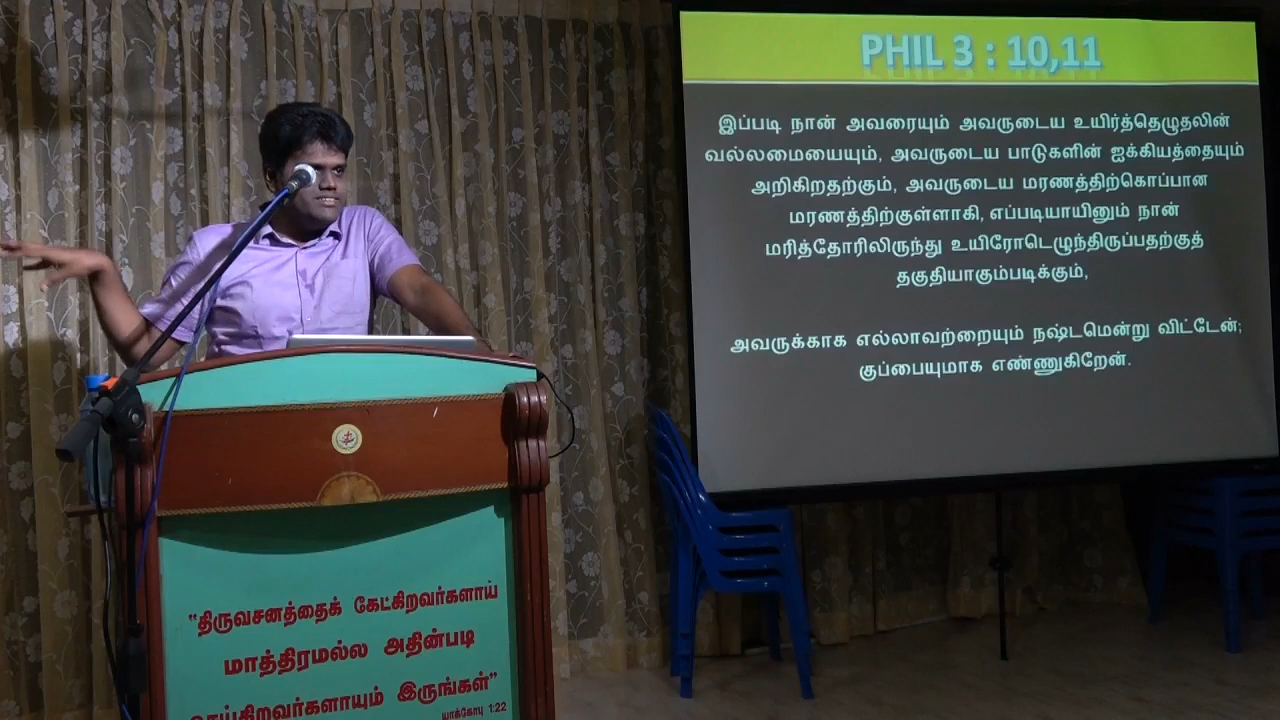 PHIL 3 : 10,11
இப்படி நான் அவரையும் அவருடைய உயிர்த்தெழுதலின்
வல்லமையையும், அவருடைய பாடுகளின் ஐக்கியத்தையும்
அறிகிறதற்கும், அவருடைய மரணத்திற்கொப்பான
மரணத்திற்குள்ளாகி, எப்படியாயினும் நான்
மரித்தோரிலிருந்து உயிரோடெழுந்திருப்பதற்குத்
தகுதியாகும்படிக்கும்,
அவருக்காக எல்லாவற்றையும் நஷ்டமென்று விட்டேன்;
குப்பையுமாக எண்ணுகிறேன்.
“திருவசனத்தைக் கேட்கிறவர்களாய்
மாத்திரமல்ல அதின்படி
செய்கிறவர்களாயும் இருங்கள்”
யாக்கோபு 1:22